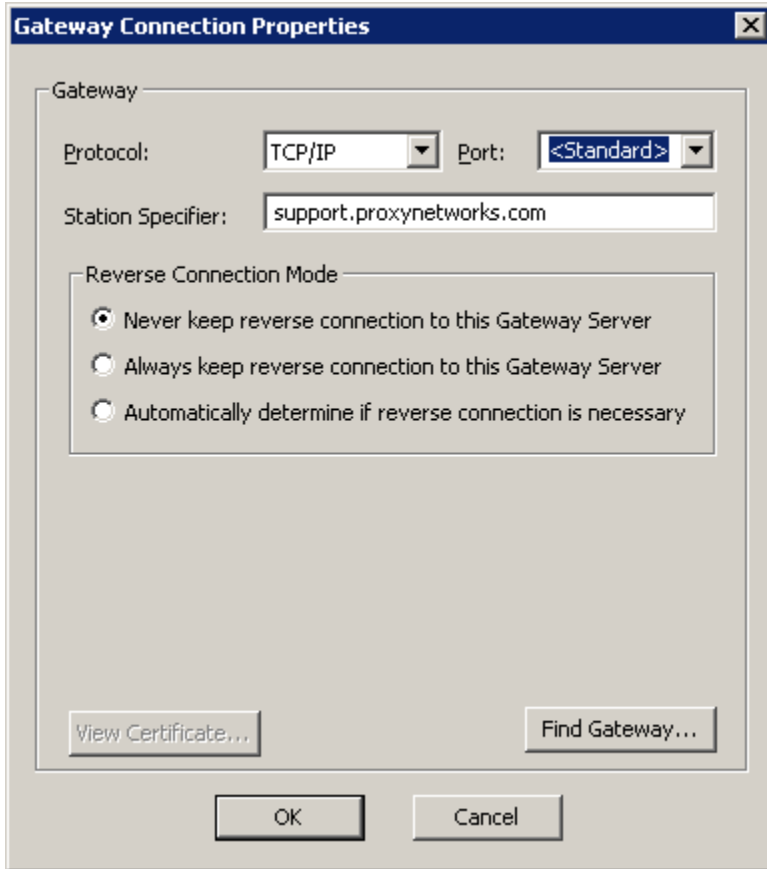 Gateway Connection Properties
Gateway
Protocol: TCP/IP Port: <Standard>
Station Specifier: support.proxynetworks.com
Reverse Connection Mode
Never keep reverse connection to this Gateway Server
Always keep reverse connection to this Gateway Server
Automatically determine if reverse connection is necessary
View Certificate... Find Gateway...
OK Cancel